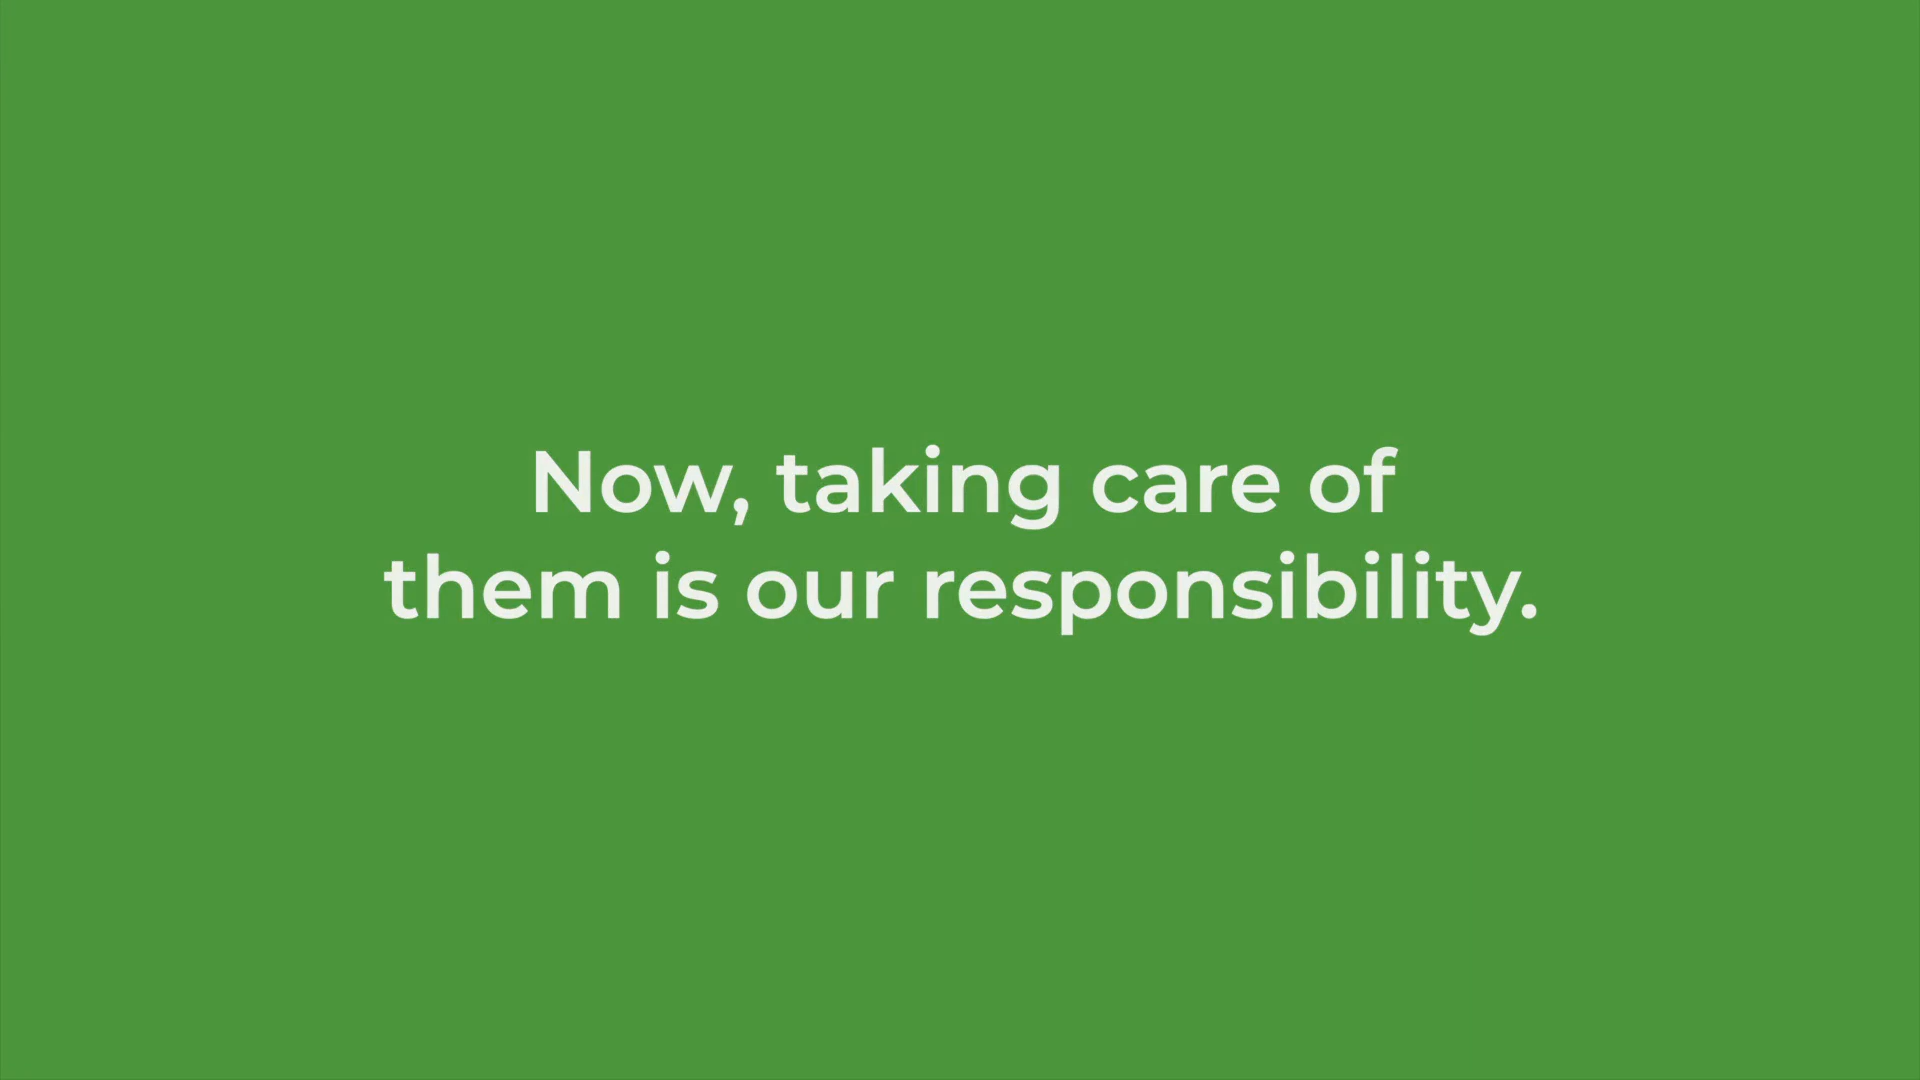 Now, taking care of
them is our responsibility.